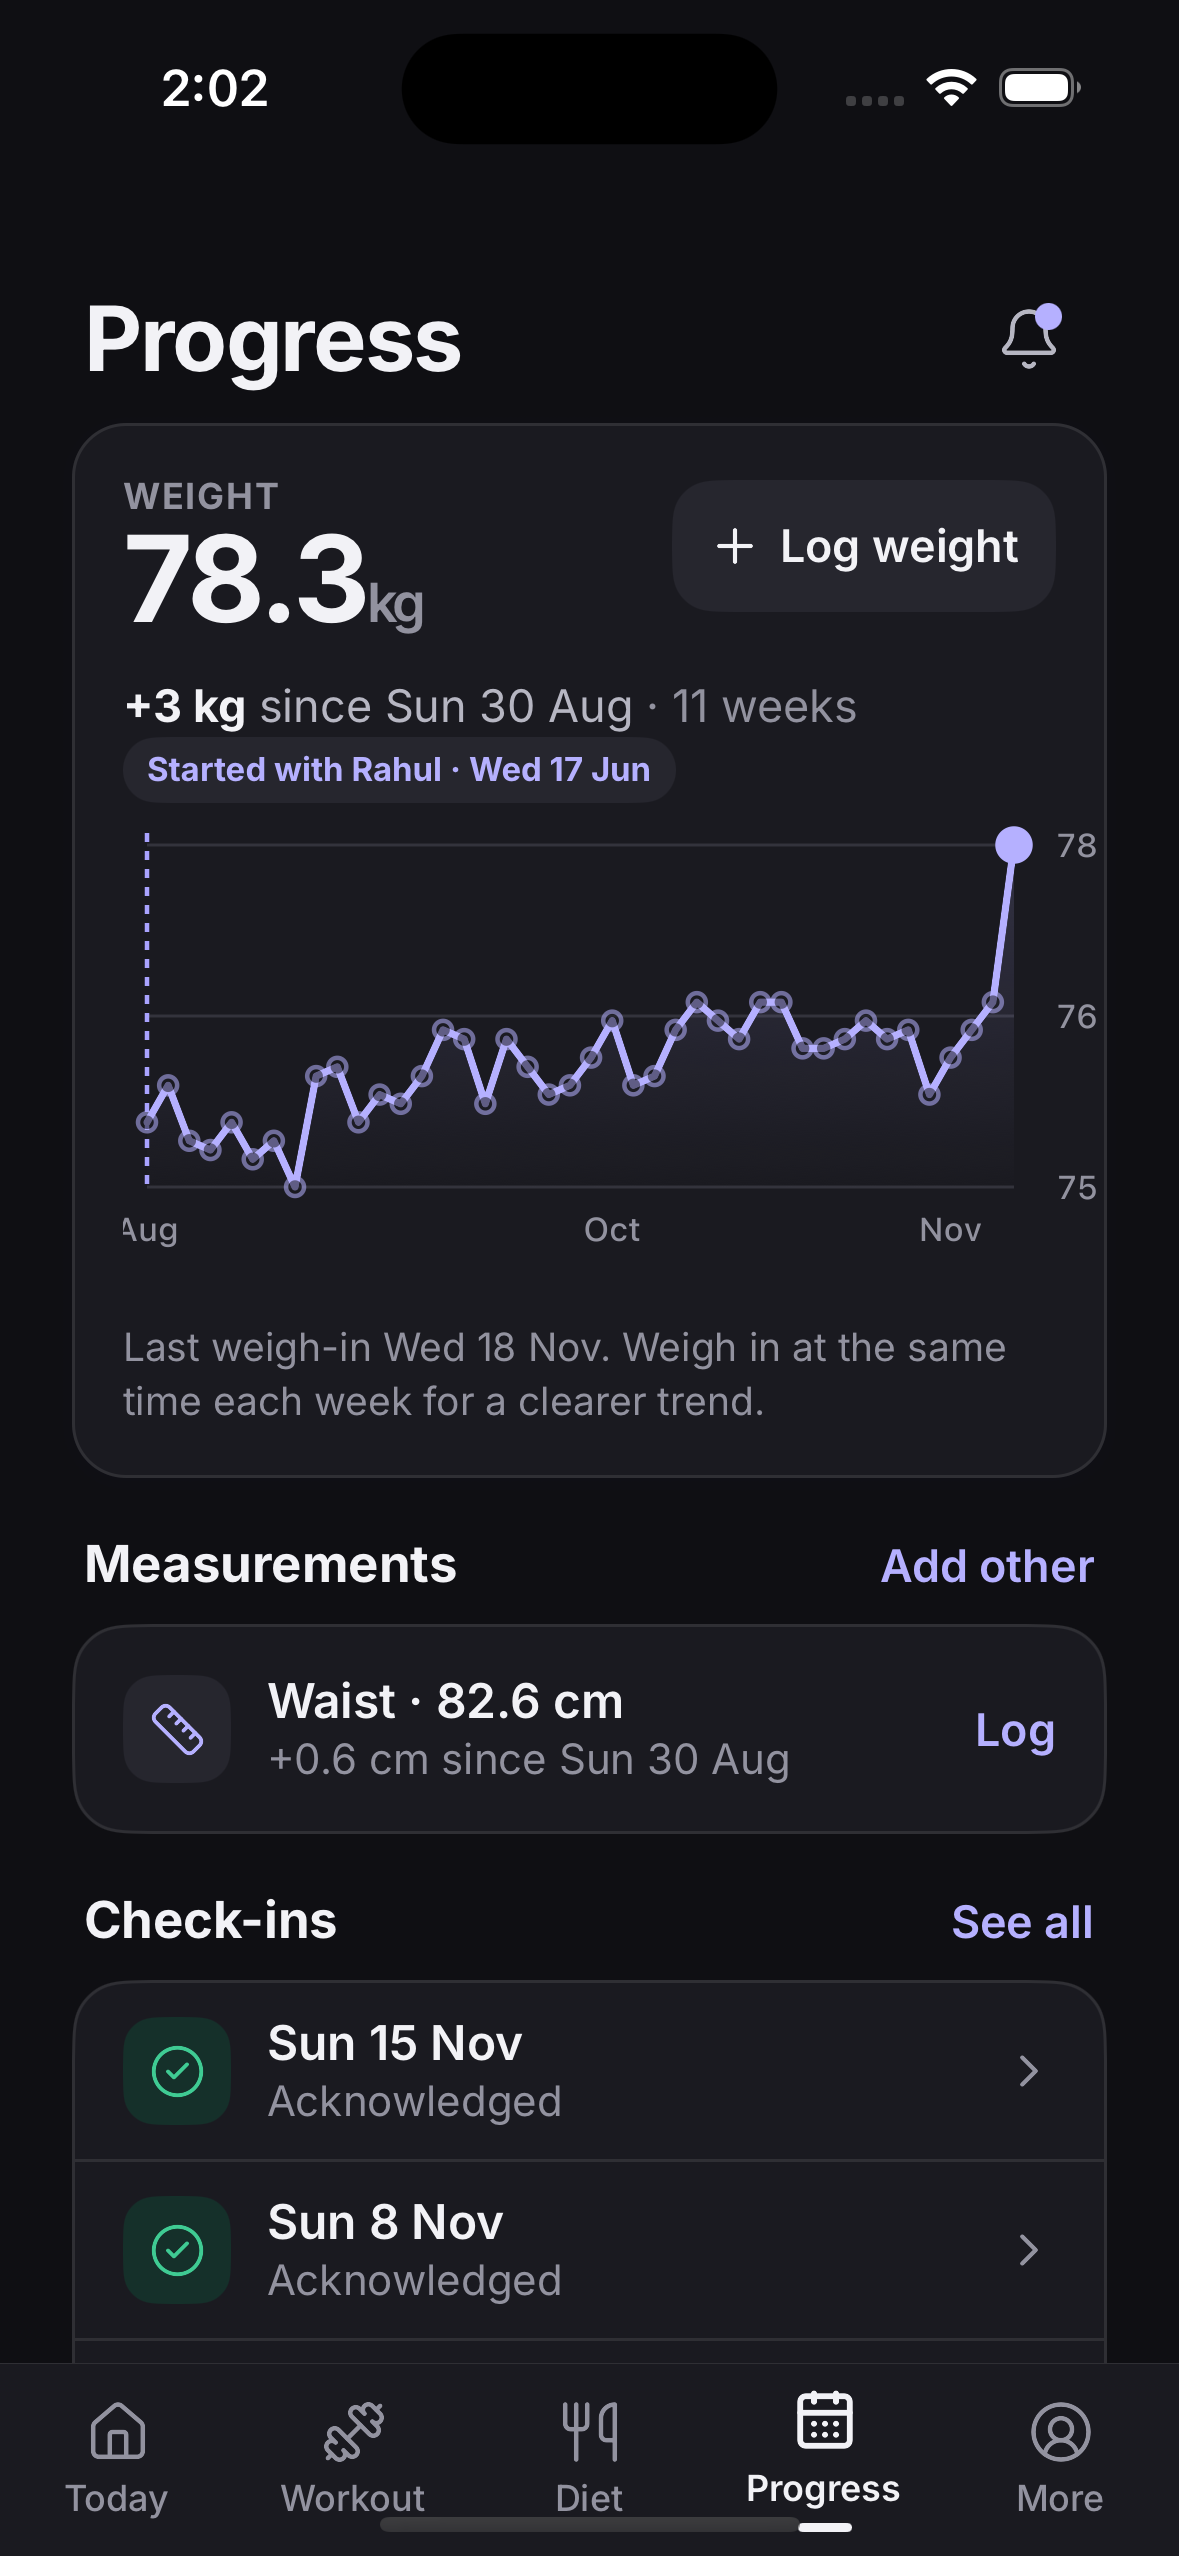 2:02
Progress
WEIGHT
78.3kg
+ Log weight
+3 kg since Sun 30 Aug · 11 weeks
Started with Rahul · Wed 17 Jun
78
76
75
Aug Oct Nov
Last weigh-in Wed 18 Nov. Weigh in at the same
time each week for a clearer trend.
Measurements
Add other
Waist · 82.6 cm
+0.6 cm since Sun 30 Aug
Log
Check-ins
See all
Sun 15 Nov
Acknowledged
Sun 8 Nov
Acknowledged
Today Workout Diet Progress More